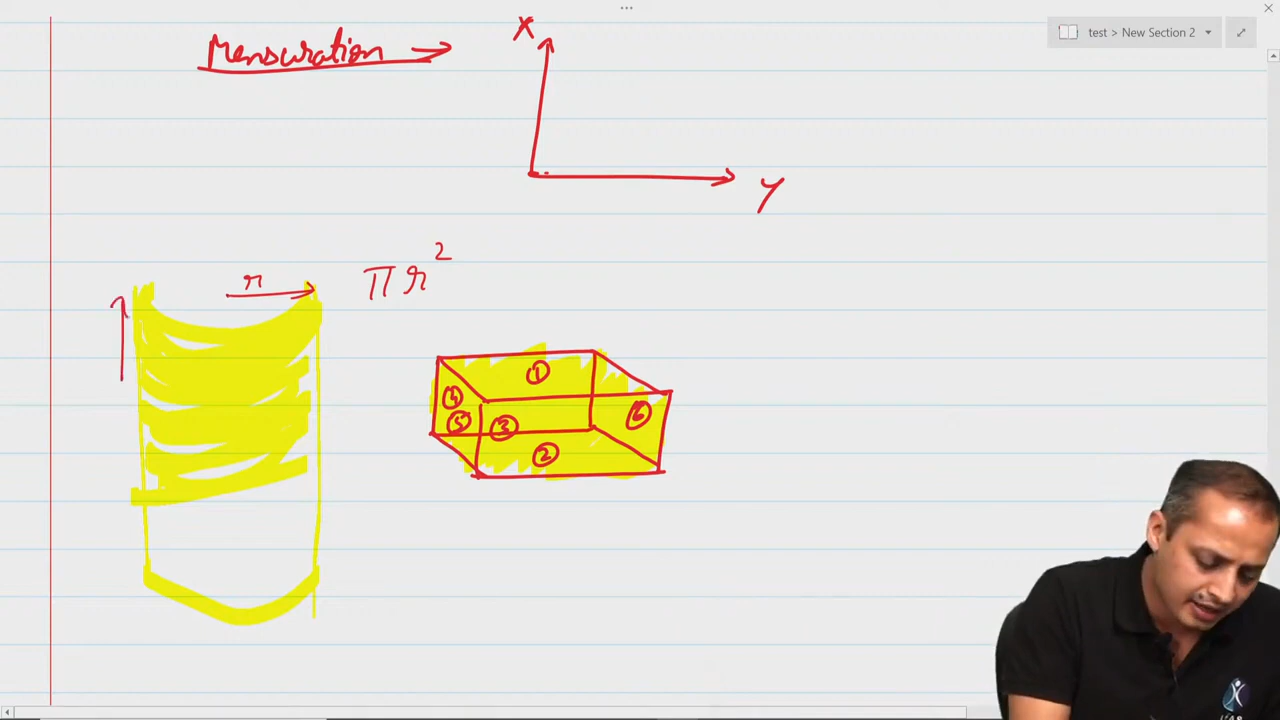 test > New Section 2
Mensuration
X
Y
r
πr²
①
④
⑤
③
⑥
②